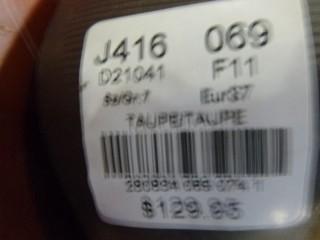 J416 069
D21041 F11
Eur37
TAUPE/TAUPE
$129.95